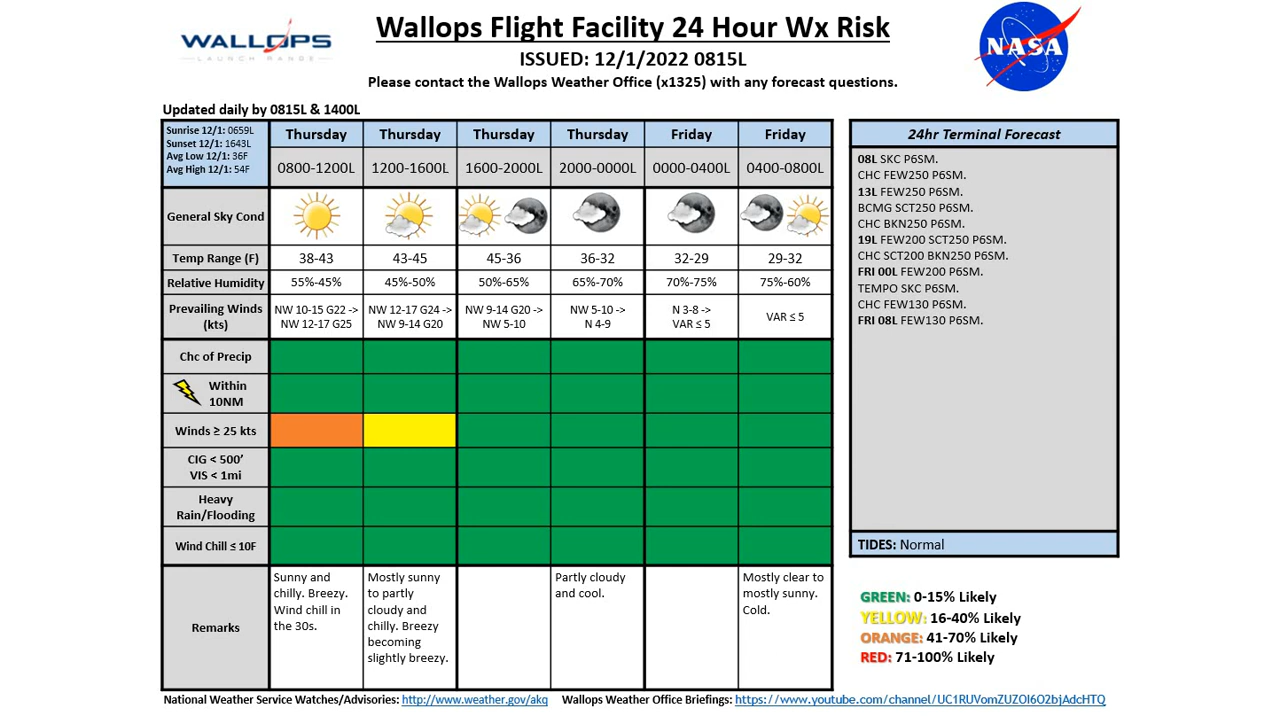 WALLOPS
LAUNCH RANGE
Wallops Flight Facility 24 Hour Wx Risk
ISSUED: 12/1/2022 0815L
Please contact the Wallops Weather Office (x1325) with any forecast questions.
NASA
Updated daily by 0815L & 1400L
Sunrise 12/1: 0659L
Sunset 12/1: 1643L
Avg Low 12/1: 36F
Avg High 12/1: 54F
Thursday Thursday Thursday Thursday Friday Friday
0800-1200L 1200-1600L 1600-2000L 2000-0000L 0000-0400L 0400-0800L
General Sky Cond
Temp Range (F) 38-43 43-45 45-36 36-32 32-29 29-32
Relative Humidity 55%-45% 45%-50% 50%-65% 65%-70% 70%-75% 75%-60%
Prevailing Winds (kts)
NW 10-15 G22 ->
NW 12-17 G25
NW 12-17 G24 ->
NW 9-14 G20
NW 9-14 G20 ->
NW 5-10
NW 5-10 ->
N 4-9
N 3-8 ->
VAR ≤ 5
VAR ≤ 5
Chc of Precip
Within
10NM
Winds ≥ 25 kts
CIG < 500’
VIS < 1mi
Heavy
Rain/Flooding
Wind Chill ≤ 10F
Remarks
Sunny and
chilly. Breezy.
Wind chill in
the 30s.
Mostly sunny
to partly
cloudy and
chilly. Breezy
becoming
slightly breezy.
Partly cloudy
and cool.
Mostly clear to
mostly sunny.
Cold.
24hr Terminal Forecast
08L SKC P6SM.
CHC FEW250 P6SM.
13L FEW250 P6SM.
BCMG SCT250 P6SM.
CHC BKN250 P6SM.
19L FEW200 SCT250 P6SM.
CHC SCT200 BKN250 P6SM.
FRI 00L FEW200 P6SM.
TEMPO SKC P6SM.
CHC FEW130 P6SM.
FRI 08L FEW130 P6SM.
TIDES: Normal
GREEN: 0-15% Likely
YELLOW: 16-40% Likely
ORANGE: 41-70% Likely
RED: 71-100% Likely
National Weather Service Watches/Advisories: http://www.weather.gov/akq Wallops Weather Office Briefings: https://www.youtube.com/channel/UC1RUVomZUZOl6O2bjAdcHTQ